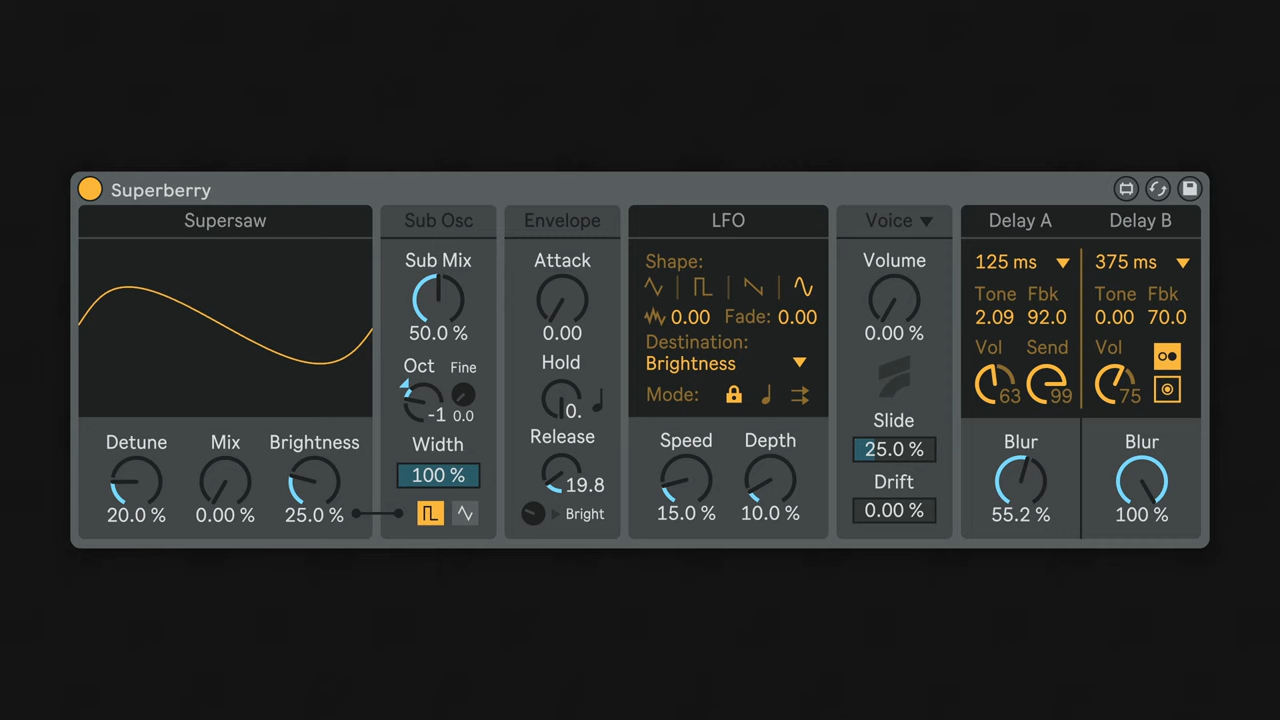 Superberry
Supersaw
Detune Mix Brightness
20.0 % 0.00 % 25.0 %
Sub Osc
Sub Mix
50.0 %
Oct Fine
-1 0.0
Width
100 %
Envelope
Attack
0.00
Hold
0.
Release
19.8
Bright
LFO
Shape:
0.00 Fade: 0.00
Destination:
Brightness
Mode:
Speed Depth
15.0 % 10.0 %
Voice
Volume
0.00 %
Slide
25.0 %
Drift
0.00 %
Delay A
125 ms
Tone Fbk
2.09 92.0
Vol Send
63 99
Blur
55.2 %
Delay B
375 ms
Tone Fbk
0.00 70.0
Vol
75
Blur
100 %